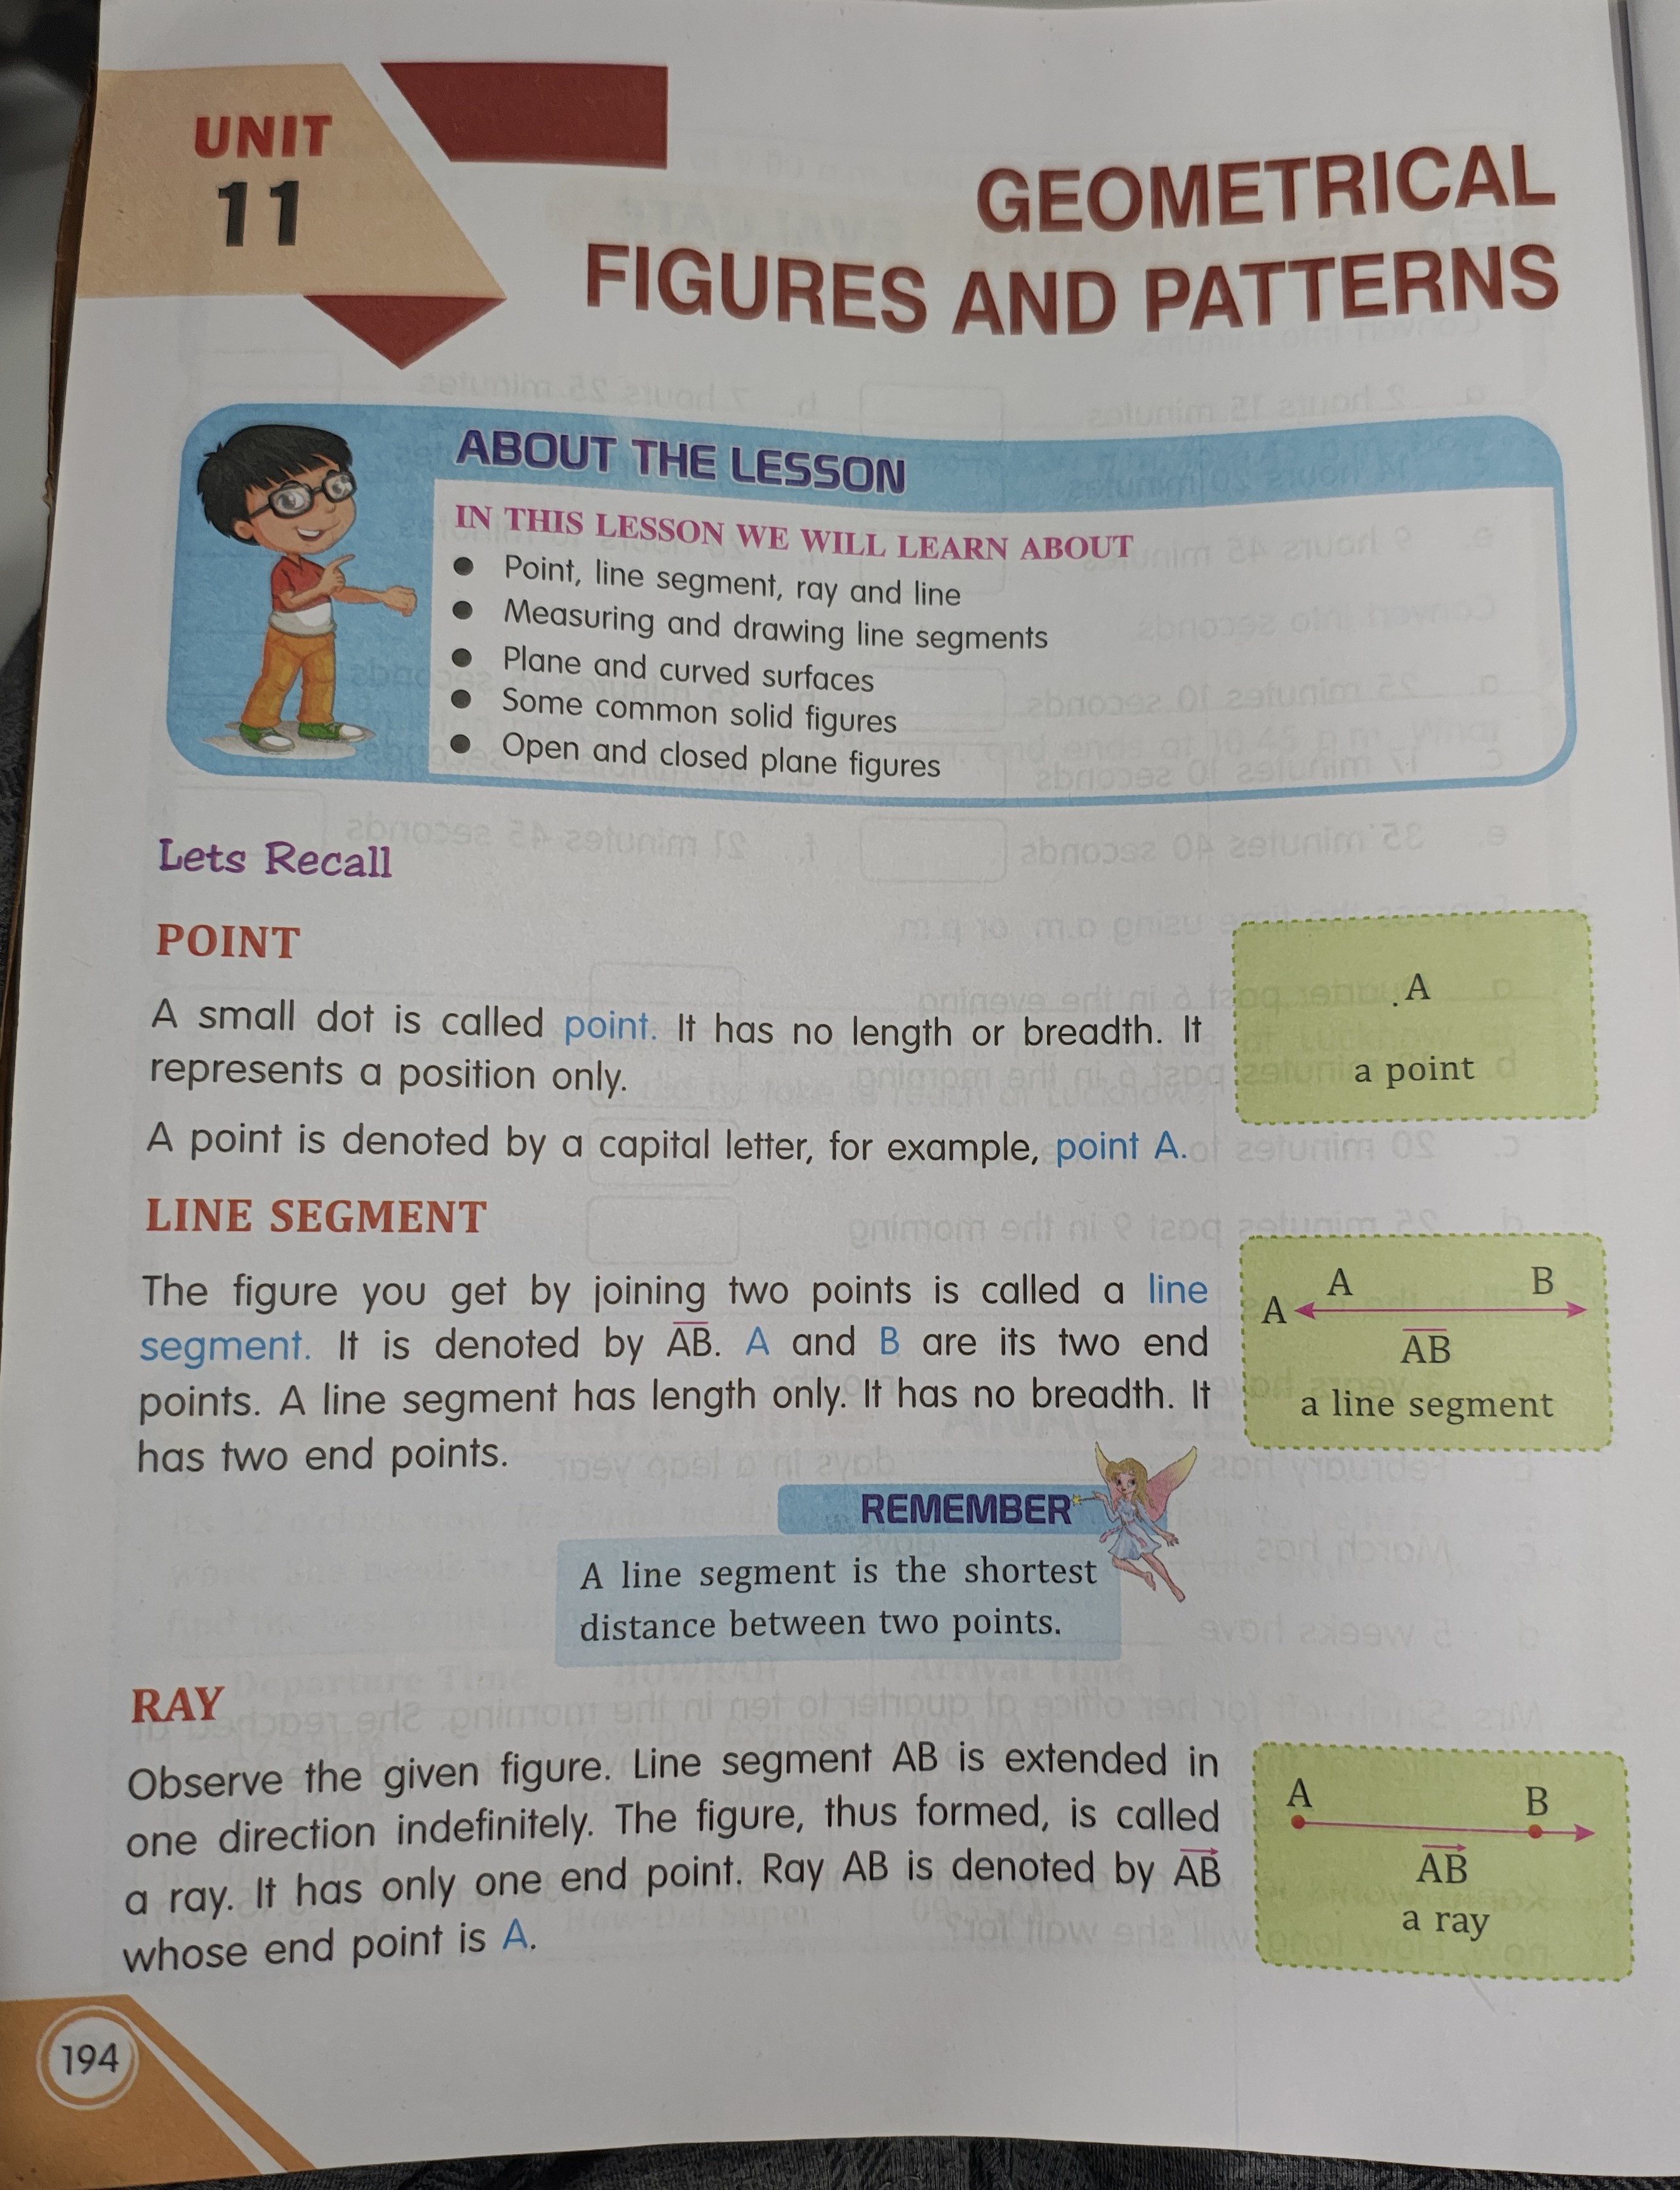 UNIT
11
GEOMETRICAL
FIGURES AND PATTERNS
ABOUT THE LESSON
IN THIS LESSON WE WILL LEARN ABOUT
● Point, line segment, ray and line
● Measuring and drawing line segments
● Plane and curved surfaces
● Some common solid figures
● Open and closed plane figures
Lets Recall
POINT
A small dot is called point. It has no length or breadth. It
represents a position only.
A point is denoted by a capital letter, for example, point A.
. A
a point
LINE SEGMENT
The figure you get by joining two points is called a line
segment. It is denoted by A̅B̅. A and B are its two end
points. A line segment has length only. It has no breadth. It
has two end points.
A B
A
A̅B̅
a line segment
REMEMBER
A line segment is the shortest
distance between two points.
RAY
Observe the given figure. Line segment AB is extended in
one direction indefinitely. The figure, thus formed, is called
a ray. It has only one end point. Ray AB is denoted by A⃗B⃗
whose end point is A.
A B
A⃗B⃗
a ray
194